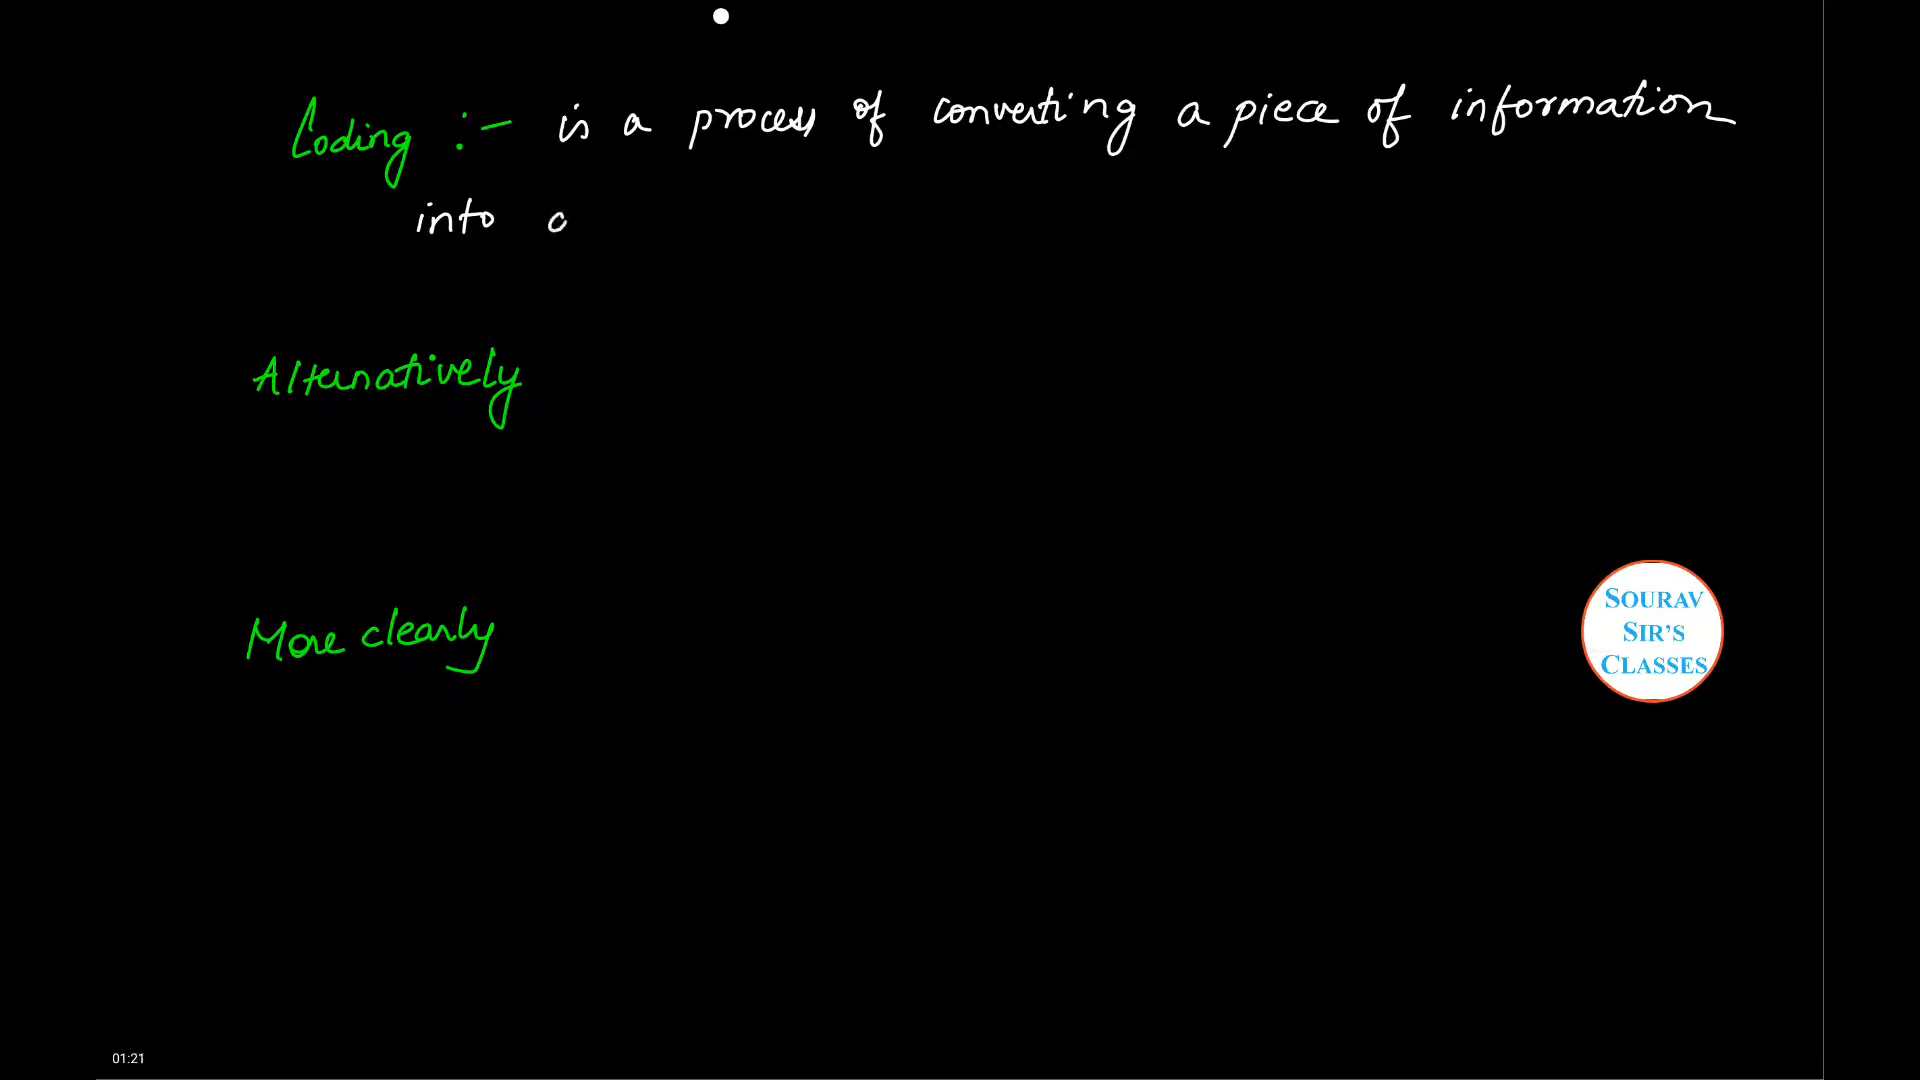 Coding :- is a process of converting a piece of information
into a
Alternatively
More clearly
SOURAV
SIR'S
CLASSES
01:21